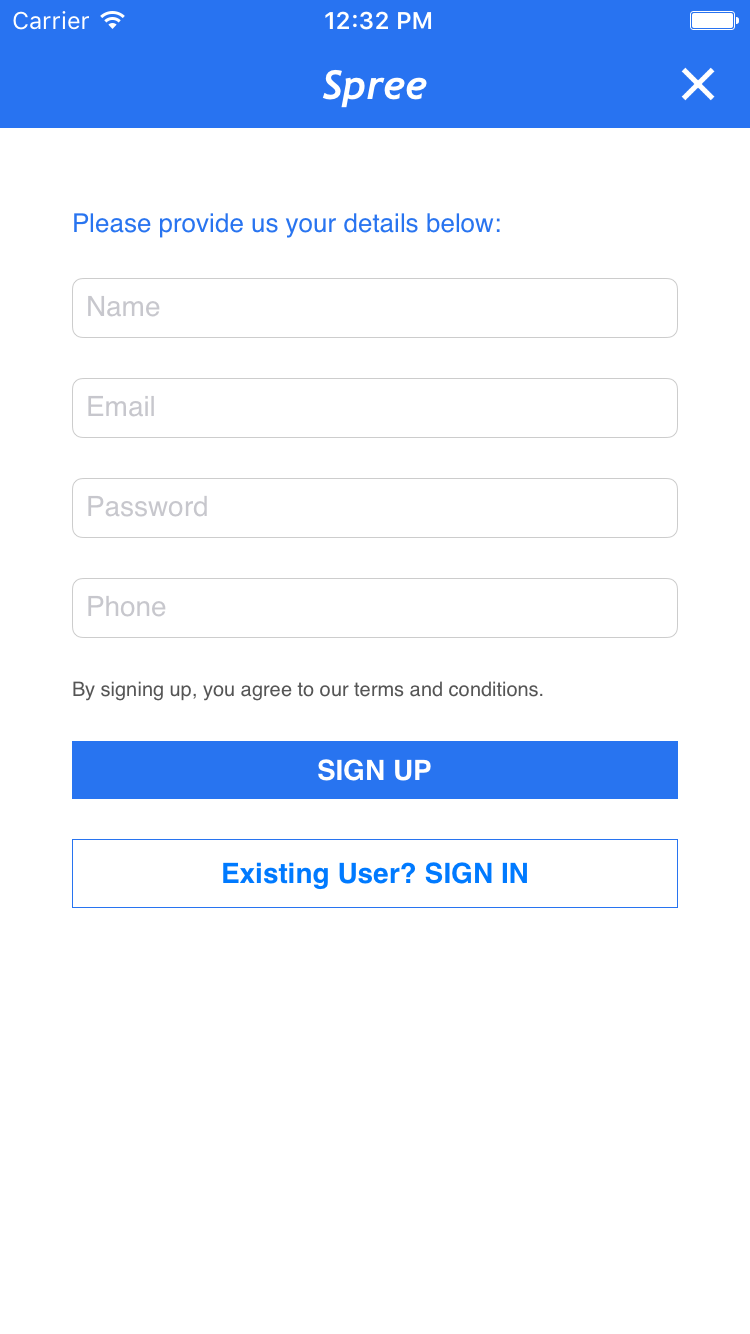 Carrier 12:32 PM
Spree
Please provide us your details below:
Name
Email
Password
Phone
By signing up, you agree to our terms and conditions.
SIGN UP
Existing User? SIGN IN